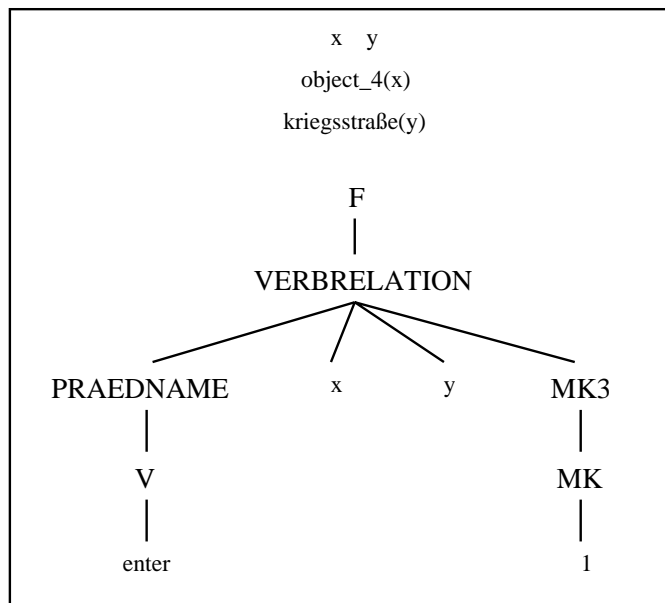 x y
object_4(x)
kriegsstraße(y)
F
VERBRELATION
PRAEDNAME x y MK3
V MK
enter 1